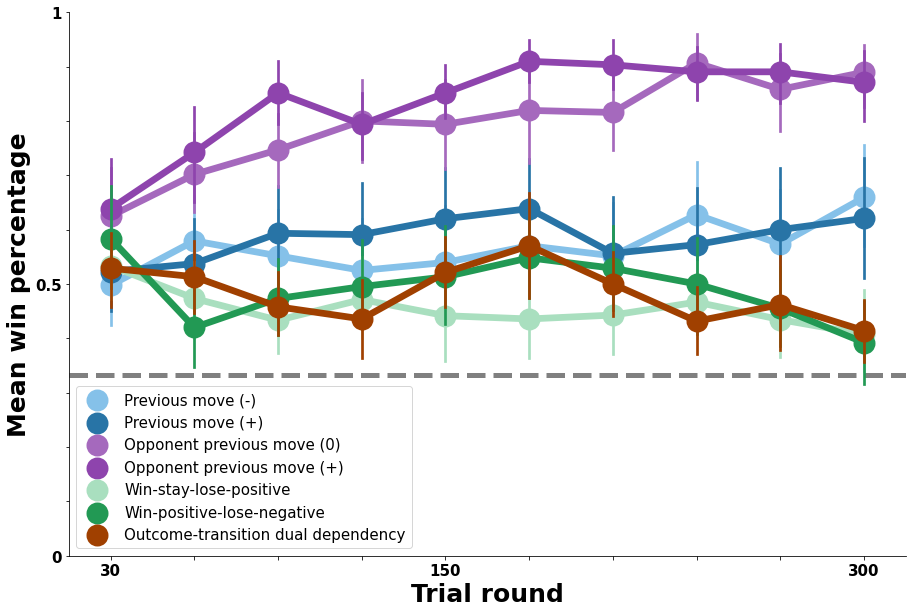 1
0.5
0
Mean win percentage
Previous move (-)
Previous move (+)
Opponent previous move (0)
Opponent previous move (+)
Win-stay-lose-positive
Win-positive-lose-negative
Outcome-transition dual dependency
30
150
300
Trial round